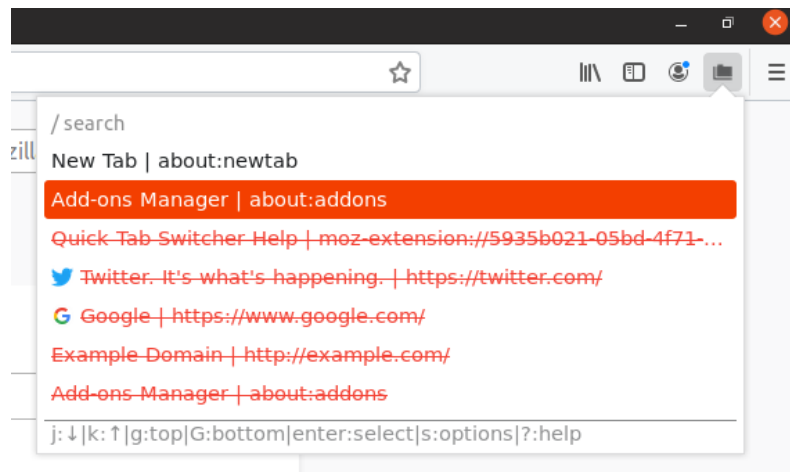 zill
/ search
New Tab | about:newtab
Add-ons Manager | about:addons
Quick Tab Switcher Help | moz-extension://5935b021-05bd-4f71-...
Twitter. It's what's happening. | https://twitter.com/
Google | https://www.google.com/
Example Domain | http://example.com/
Add-ons Manager | about:addons
j:↓|k:↑|g:top|G:bottom|enter:select|s:options|?:help